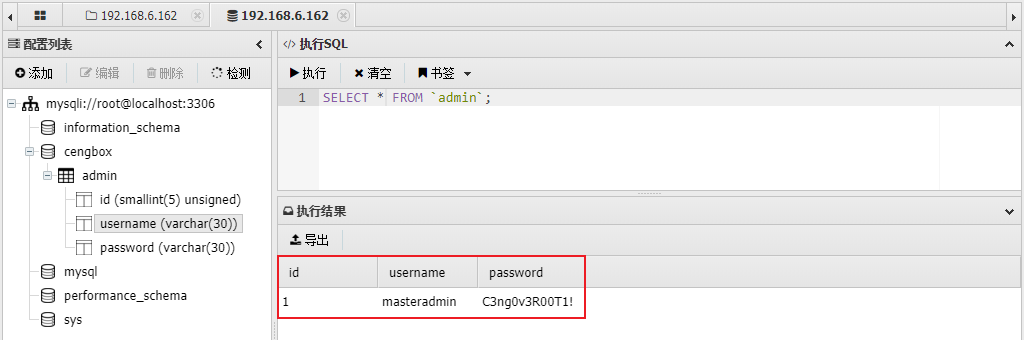 192.168.6.162 192.168.6.162
配置列表
添加 编辑 删除 检测
mysqli://root@localhost:3306
information_schema
cengbox
admin
id (smallint(5) unsigned)
username (varchar(30))
password (varchar(30))
mysql
performance_schema
sys
</> 执行SQL
执行 清空 书签
1 SELECT * FROM `admin`;
执行结果
导出
id username password
1 masteradmin C3ng0v3R00T1!